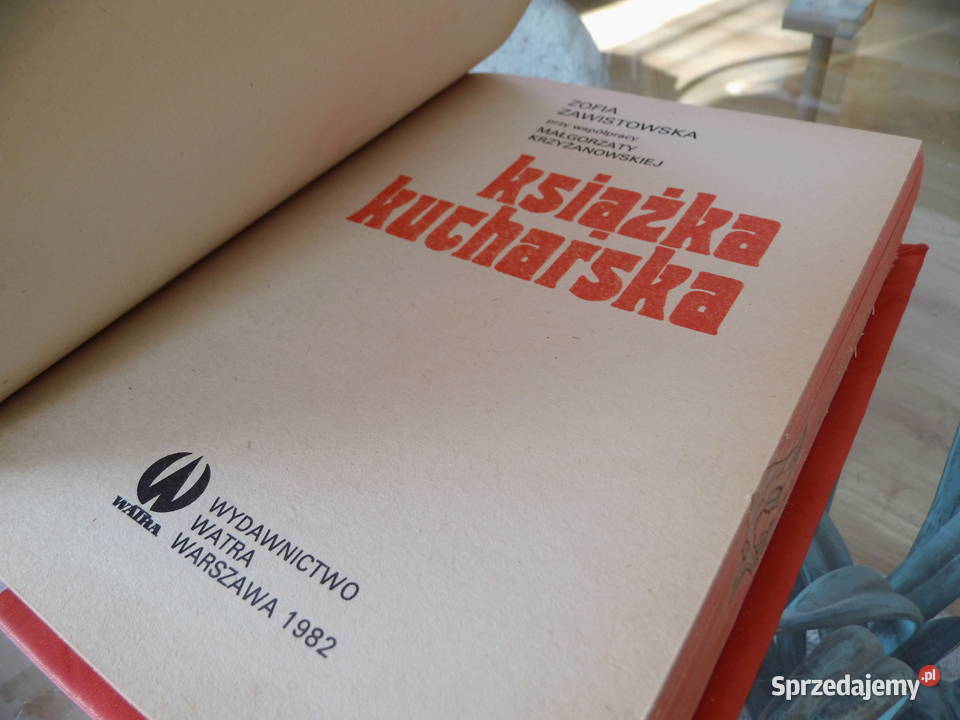 ZOFIA
ZAWISTOWSKA
przy współpracy
MAŁGORZATY
KRZYŻANOWSKIEJ
książka
kucharska
WATRA
WYDAWNICTWO
WATRA
WARSZAWA 1982
Sprzedajemy.pl